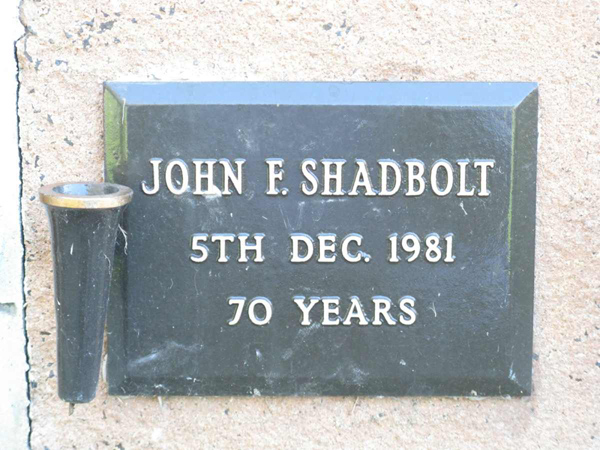 JOHN F. SHADBOLT
5TH DEC. 1981
70 YEARS